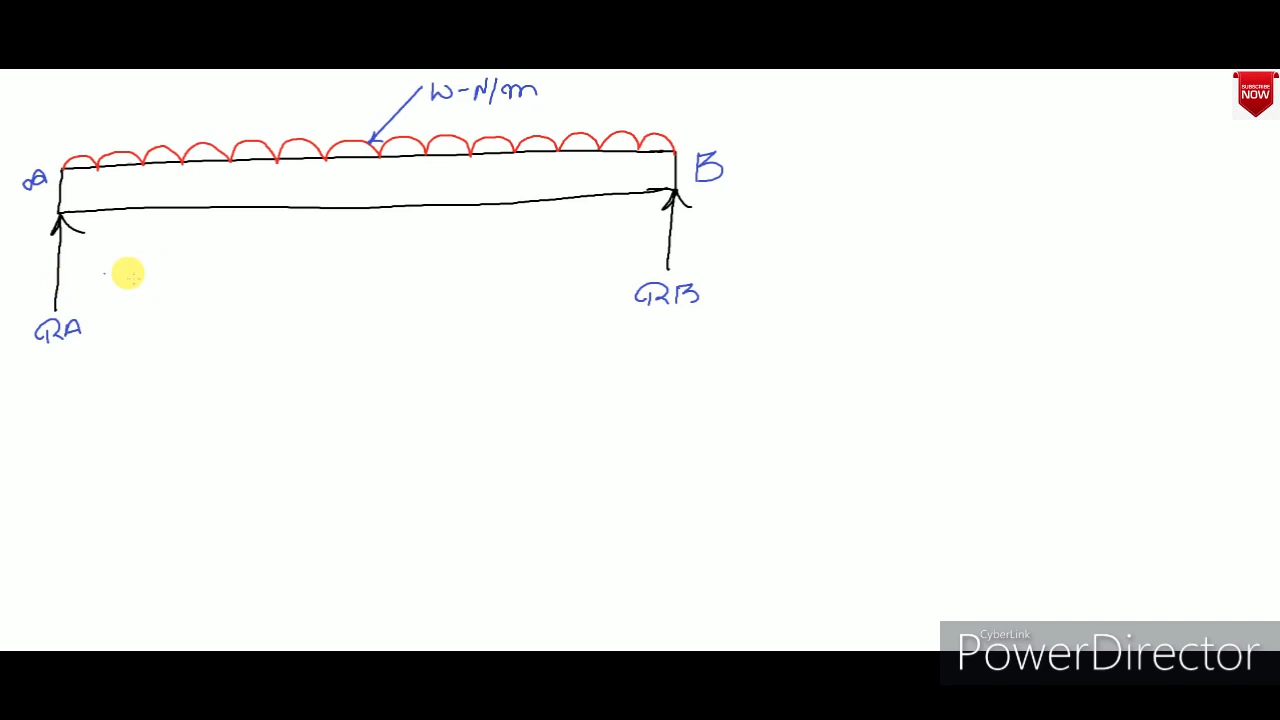 W-N/m
A
B
RA
RB
SUBSCRIBE
NOW
CyberLink
PowerDirector